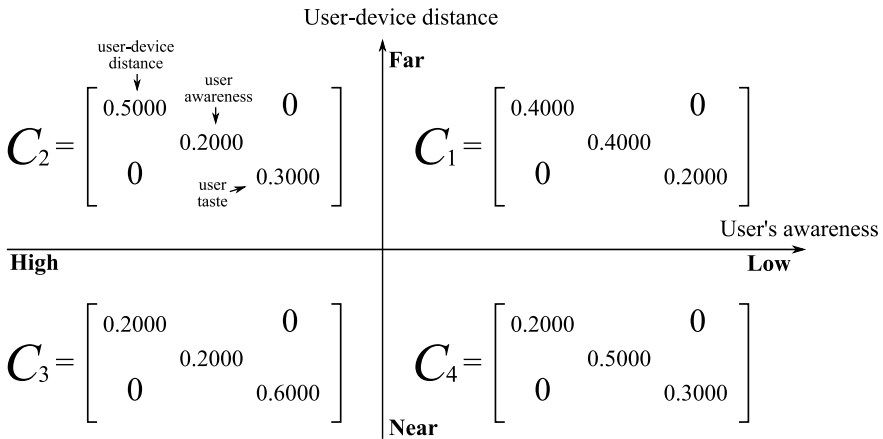 User-device distance
Far
user-device
distance
user
awareness
C2 =
0.5000
0
0.2000
0
0.3000
user
taste
C1 =
0.4000
0
0.4000
0
0.2000
User's awareness
High
Low
C3 =
0.2000
0
0.2000
0
0.6000
C4 =
0.2000
0
0.5000
0
0.3000
Near